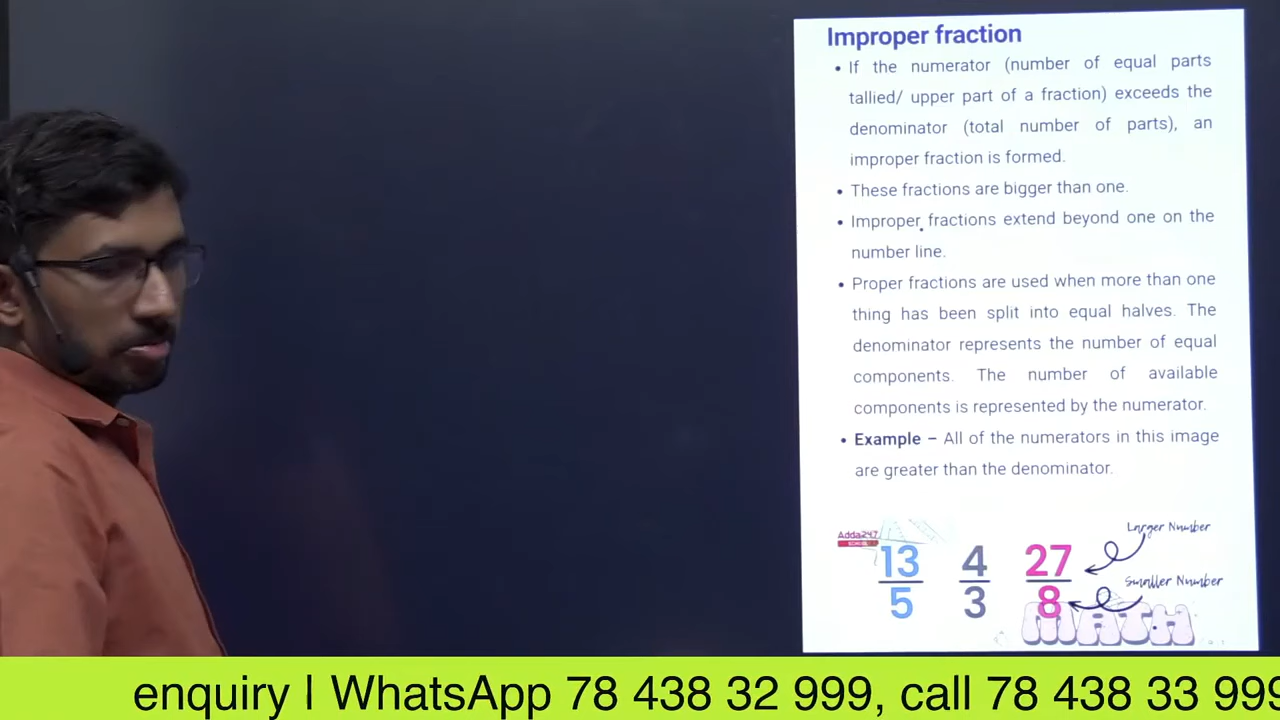 Improper fraction
• If the numerator (number of equal parts
tallied/ upper part of a fraction) exceeds the
denominator (total number of parts), an
improper fraction is formed.
• These fractions are bigger than one.
• Improper fractions extend beyond one on the
number line.
• Proper fractions are used when more than one
thing has been split into equal halves. The
denominator represents the number of equal
components. The number of available
components is represented by the numerator.
• Example – All of the numerators in this image
are greater than the denominator.
Larger Number
Adda247
SCHOOL
13 4 27
5 3 8
Smaller Number
MATH
enquiry | WhatsApp 78 438 32 999, call 78 438 33 999